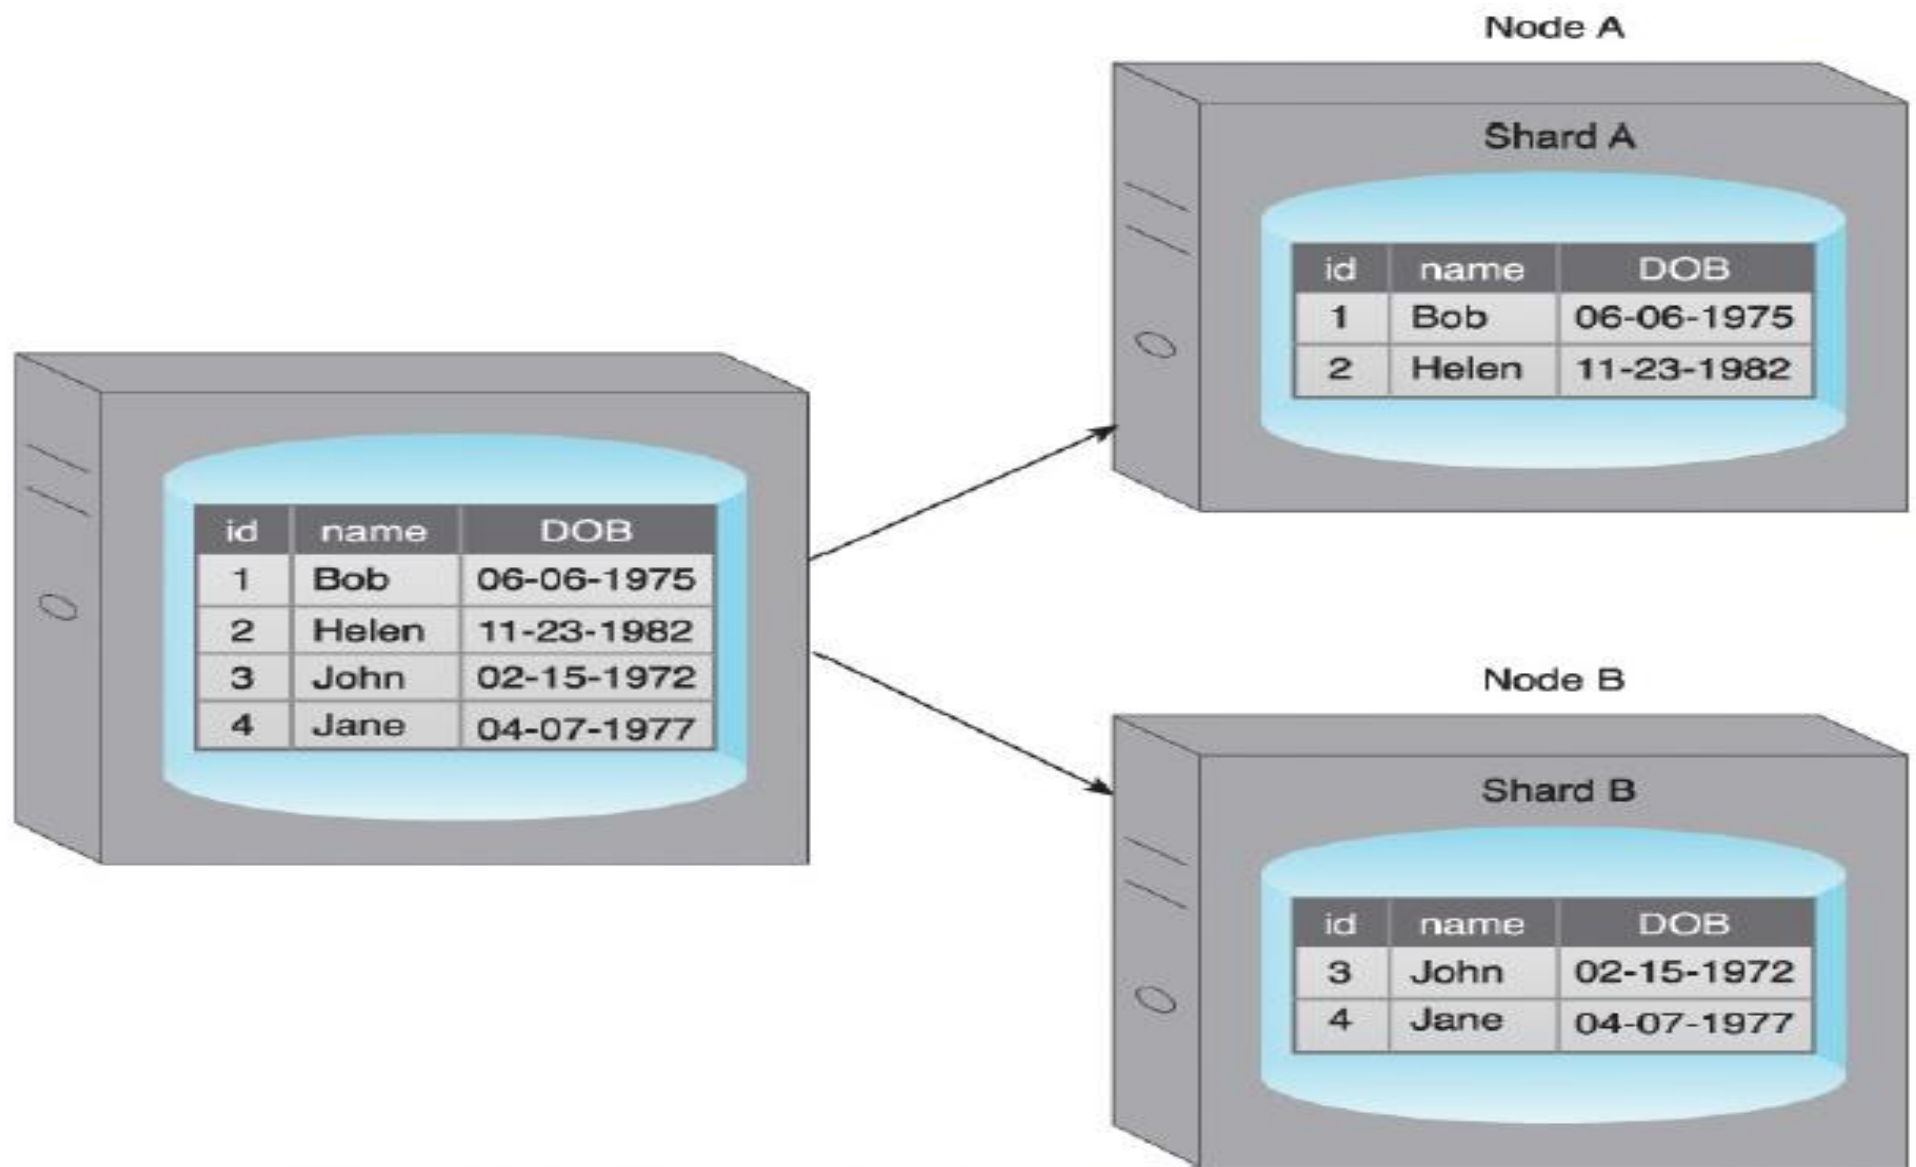 Node A
Shard A
id name DOB
1 Bob 06-06-1975
2 Helen 11-23-1982
id name DOB
1 Bob 06-06-1975
2 Helen 11-23-1982
3 John 02-15-1972
4 Jane 04-07-1977
Node B
Shard B
id name DOB
3 John 02-15-1972
4 Jane 04-07-1977